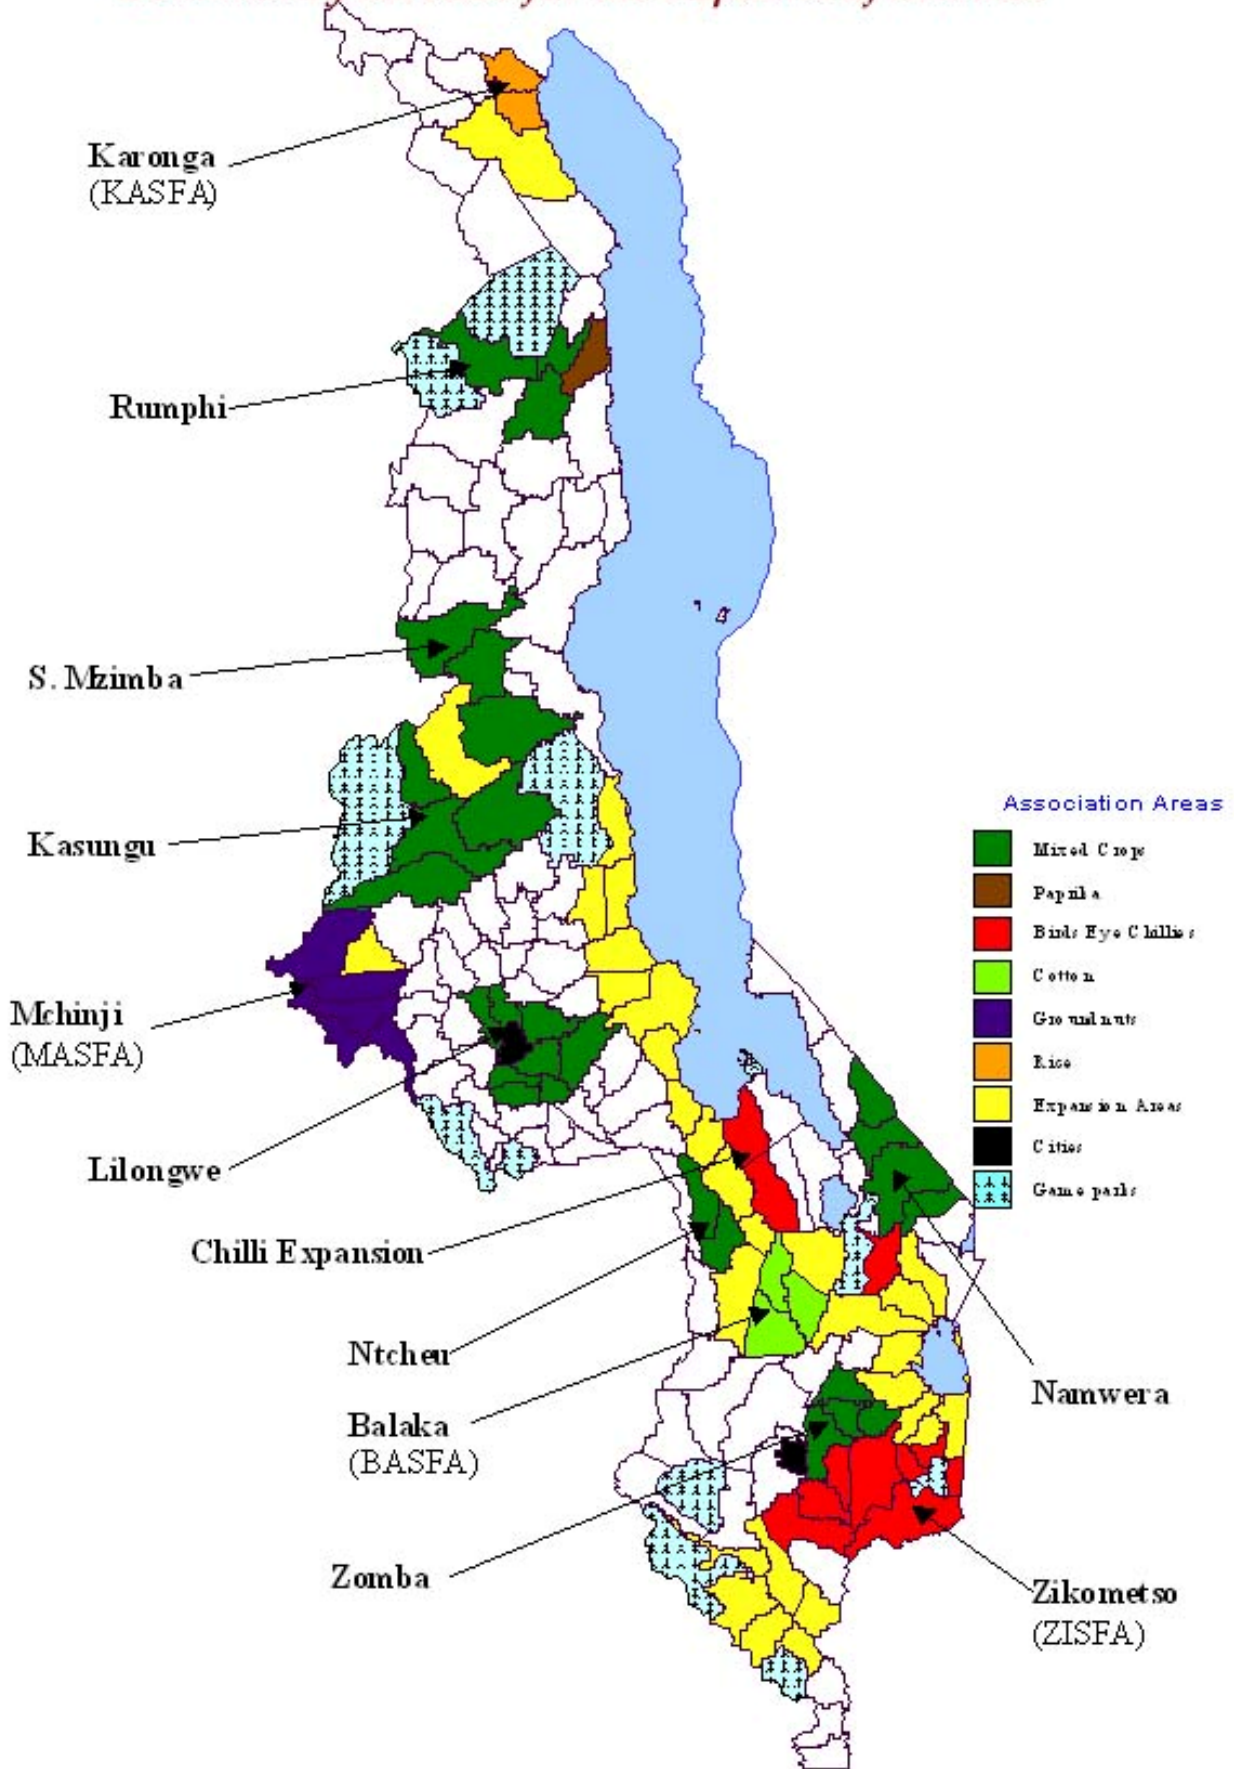 Karonga
(KASFA)
Rumphi
S. Mzimba
Kasungu
Association Areas
Mixed Crops
Paprika
Birds Eye Chillies
Cotton
Groundnuts
Rice
Expansion Areas
Cities
Game parks
Mchinji
(MASFA)
Lilongwe
Chilli Expansion
Ntcheu
Namwera
Balaka
(BASFA)
Zomba
Zikometso
(ZISFA)